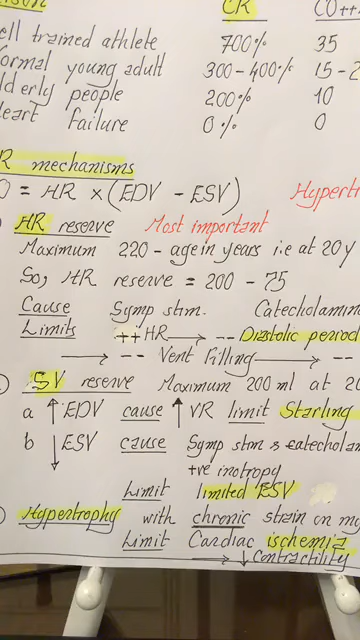 CR CO++
ell trained athlete 700% 35
ormal young adult 300-400% 15-2
lderly people 200% 10
eart Failure 0% 0
R mechanisms
O = HR × (EDV - ESV) Hypertr
HR reserve Most important
Maximum 220 - age in years i.e at 20 y
So, HR reserve = 200 - 75
Cause Symp stm. Catecholamin
Limits ++ HR → -- Diastolic period
→ -- Vent Filling → --
SV reserve Maximum 200 ml at 20
a ↑ EDV cause ↑ VR limit Starling
b ↓ ESV cause Symp stm & catecholam
+ve inotropy
Limit limited ESV
Hypertrophy with chronic strain on my
Limit Cardiac ischemia
→ ↓ Contractility